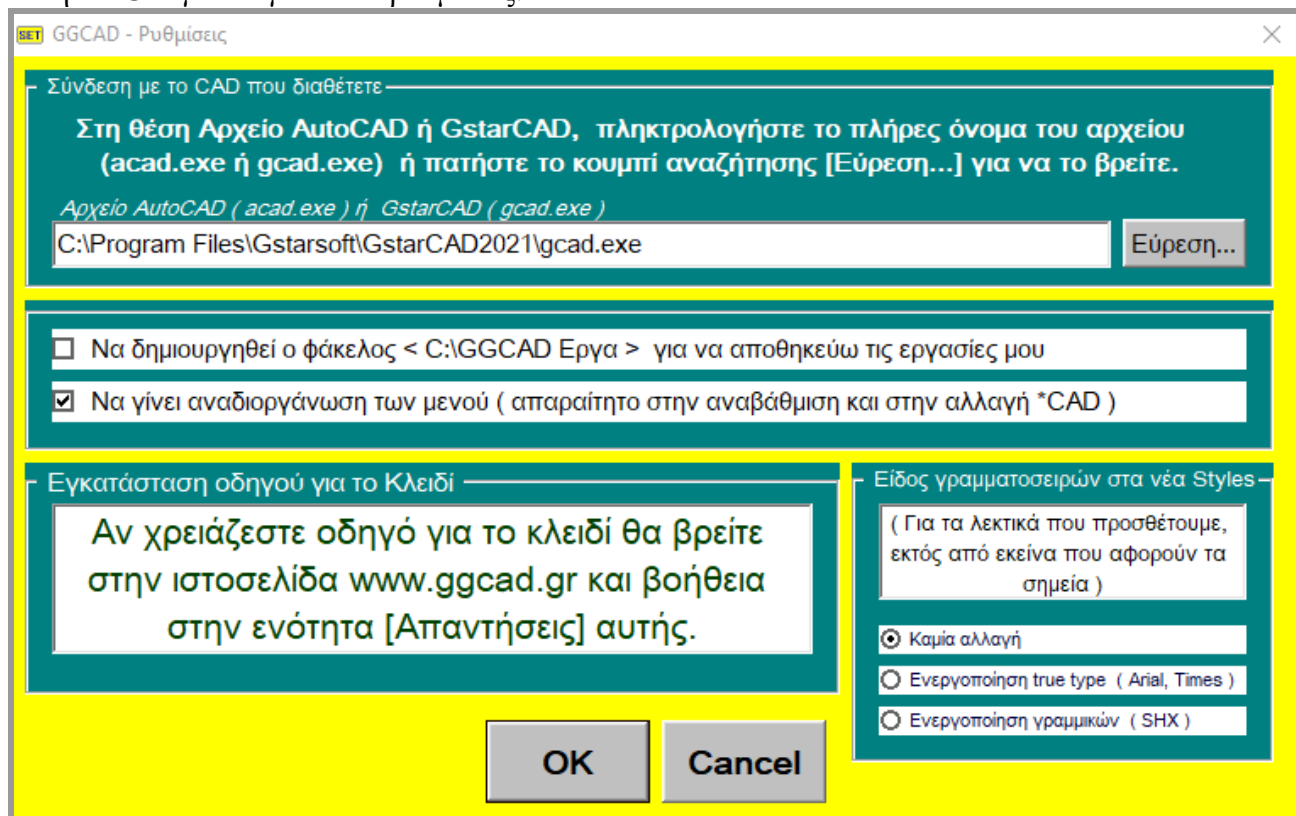 SET GGCAD - Ρυθμίσεις
Σύνδεση με το CAD που διαθέτετε
Στη θέση Αρχείο AutoCAD ή GstarCAD, πληκτρολογήστε το πλήρες όνομα του αρχείου
(acad.exe ή gcad.exe) ή πατήστε το κουμπί αναζήτησης [Εύρεση...] για να το βρείτε.
Αρχείο AutoCAD ( acad.exe ) ή GstarCAD ( gcad.exe )
C:\Program Files\Gstarsoft\GstarCAD2021\gcad.exe
Εύρεση...
Να δημιουργηθεί ο φάκελος < C:\GGCAD Εργα > για να αποθηκεύω τις εργασίες μου
Να γίνει αναδιοργάνωση των μενού ( απαραίτητο στην αναβάθμιση και στην αλλαγή *CAD )
Εγκατάσταση οδηγού για το Κλειδί
Αν χρειάζεστε οδηγό για το κλειδί θα βρείτε
στην ιστοσελίδα www.ggcad.gr και βοήθεια
στην ενότητα [Απαντήσεις] αυτής.
Είδος γραμματοσειρών στα νέα Styles
( Για τα λεκτικά που προσθέτουμε,
εκτός από εκείνα που αφορούν τα
σημεία )
Καμία αλλαγή
Ενεργοποίηση true type ( Arial, Times )
Ενεργοποίηση γραμμικών ( SHX )
OK
Cancel